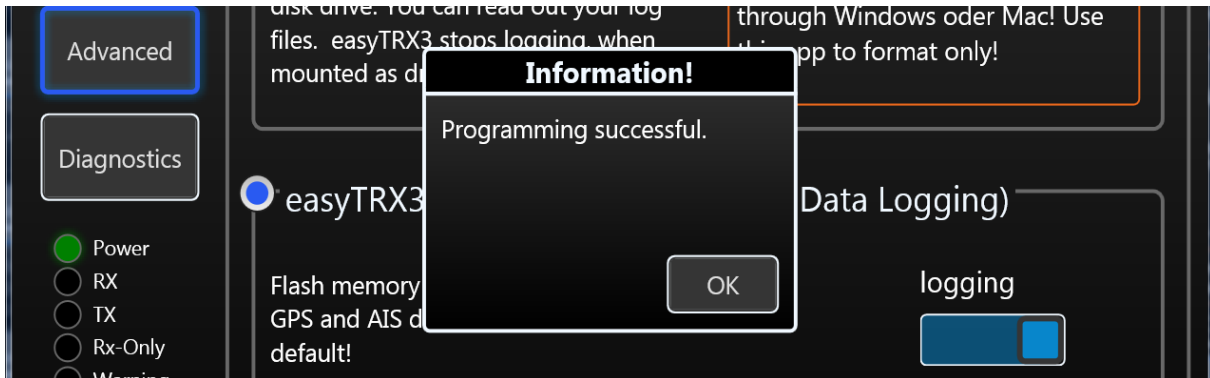 Advanced
Diagnostics
Power
RX
TX
Rx-Only
Warning
disk drive. You can read out your log
files. easyTRX3 stops logging, when
mounted as
through Windows oder Mac! Use
app to format only!
Information!
Programming successful.
OK
easyTRX3
Data Logging)
Flash memory
GPS and AIS
default!
logging